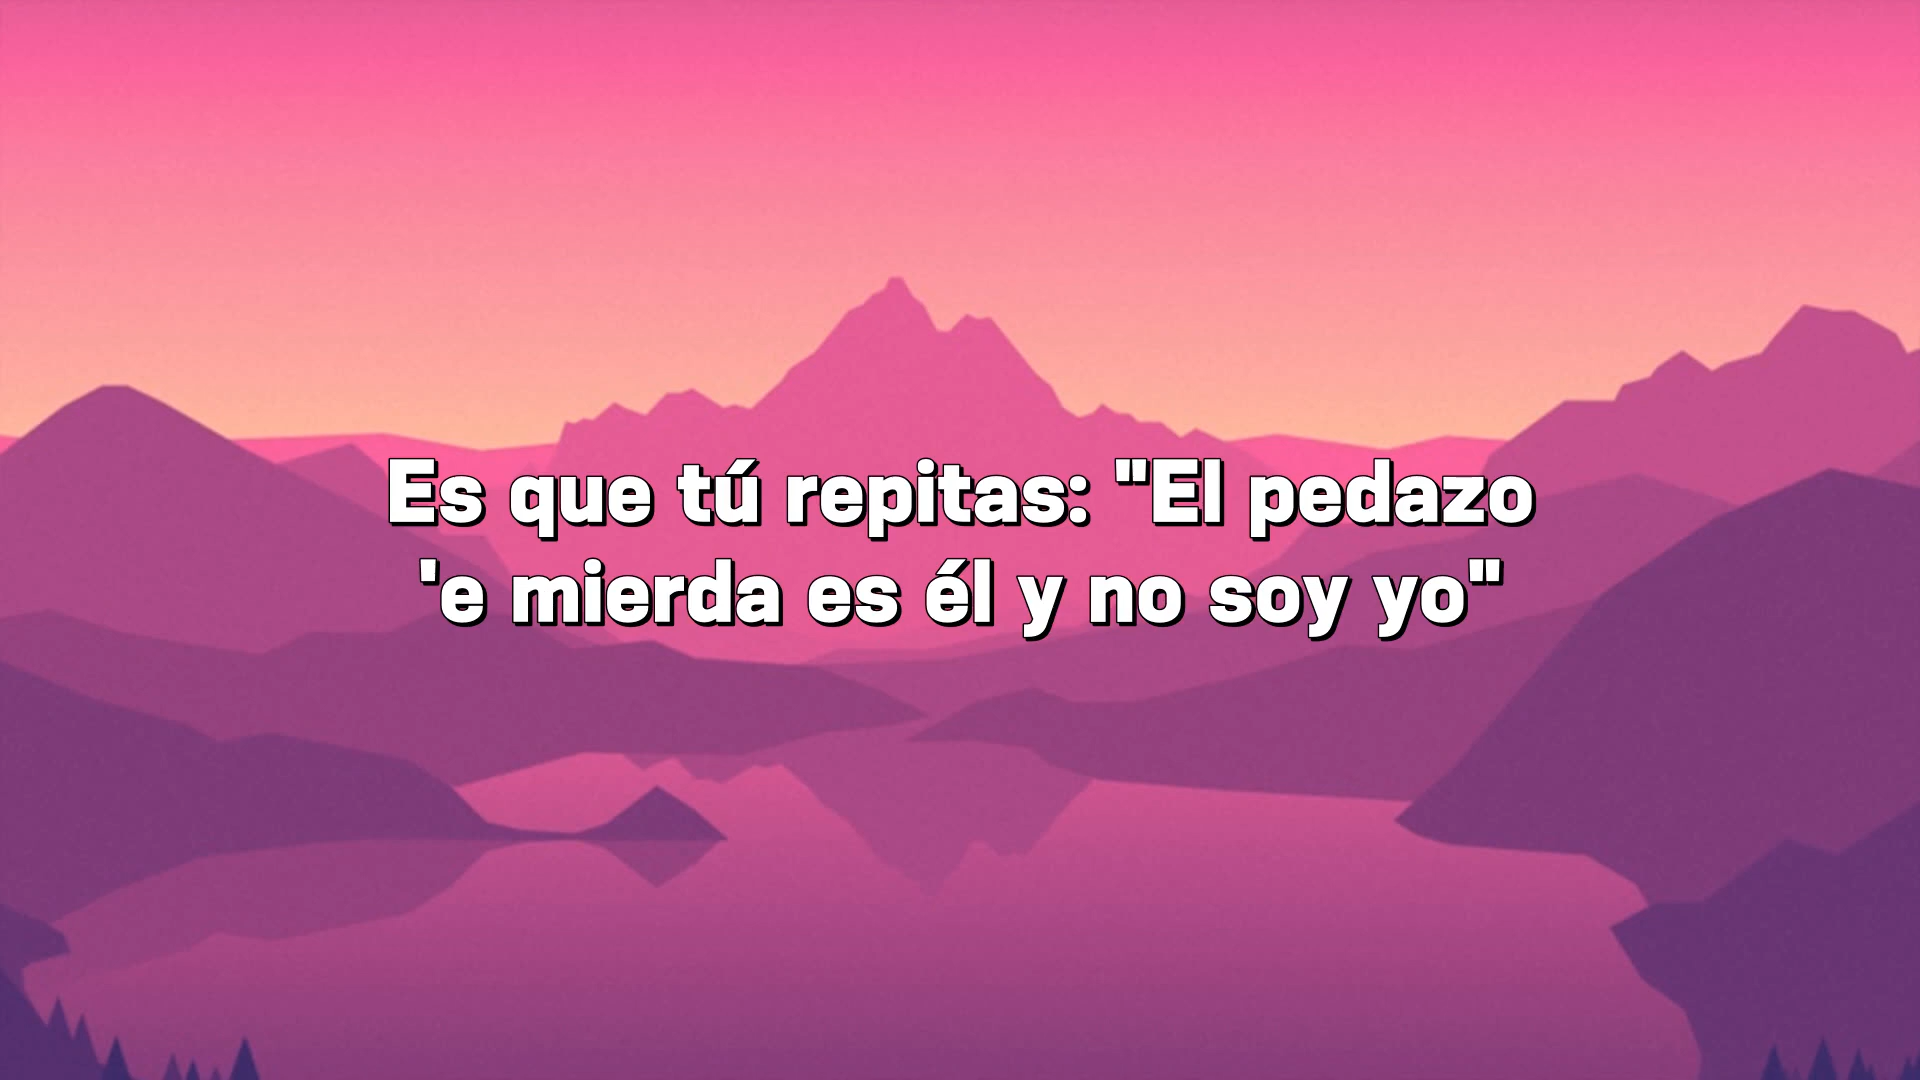 Es que tú repitas: "El pedazo
'e mierda es él y no soy yo"